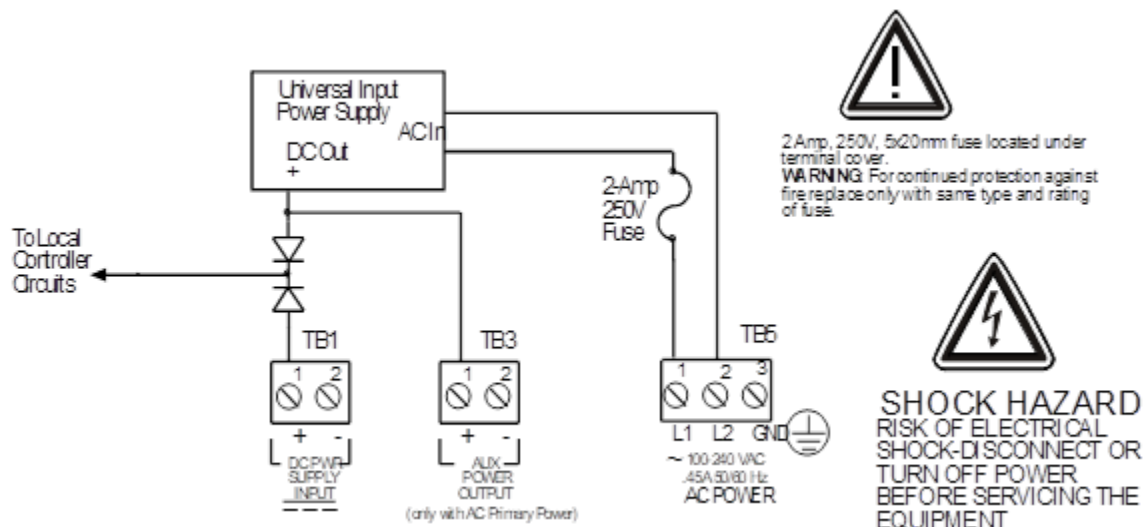 Universal Input
Power Supply
AC In
DC Out
+
2-Amp
250V
Fuse
To Local
Controller
Circuits
TB1
1 2
+ -
DC PWR
SUPPLY
INPUT
TB3
1 2
+ -
AUX
POWER
OUTPUT
(only with AC Primary Power)
TB5
1 2 3
L1 L2 GND
~ 100-240 VAC
.45A 50/60 Hz
AC POWER
!
2 Amp, 250V, 5x20mm fuse located under
terminal cover.
WARNING: For continued protection against
fire replace only with same type and rating
of fuse.
SHOCK HAZARD
RISK OF ELECTRICAL
SHOCK-DISCONNECT OR
TURN OFF POWER
BEFORE SERVICING THE
EQUIPMENT